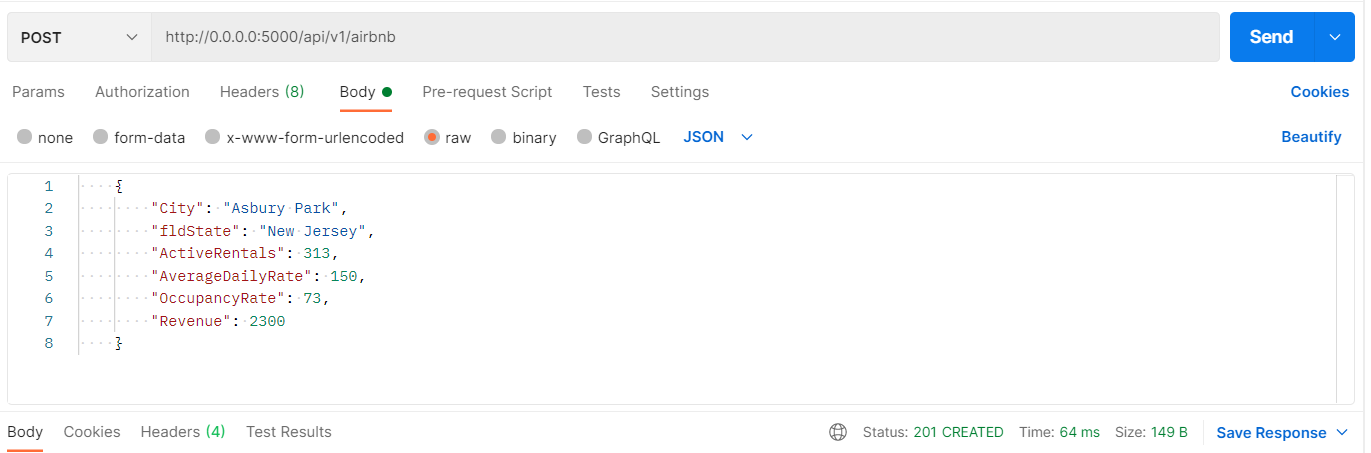 POST http://0.0.0.0:5000/api/v1/airbnb Send
Params Authorization Headers (8) Body Pre-request Script Tests Settings Cookies
none form-data x-www-form-urlencoded raw binary GraphQL JSON Beautify
1 {
2 "City": "Asbury Park",
3 "fldState": "New Jersey",
4 "ActiveRentals": 313,
5 "AverageDailyRate": 150,
6 "OccupancyRate": 73,
7 "Revenue": 2300
8 }
Body Cookies Headers (4) Test Results Status: 201 CREATED Time: 64 ms Size: 149 B Save Response